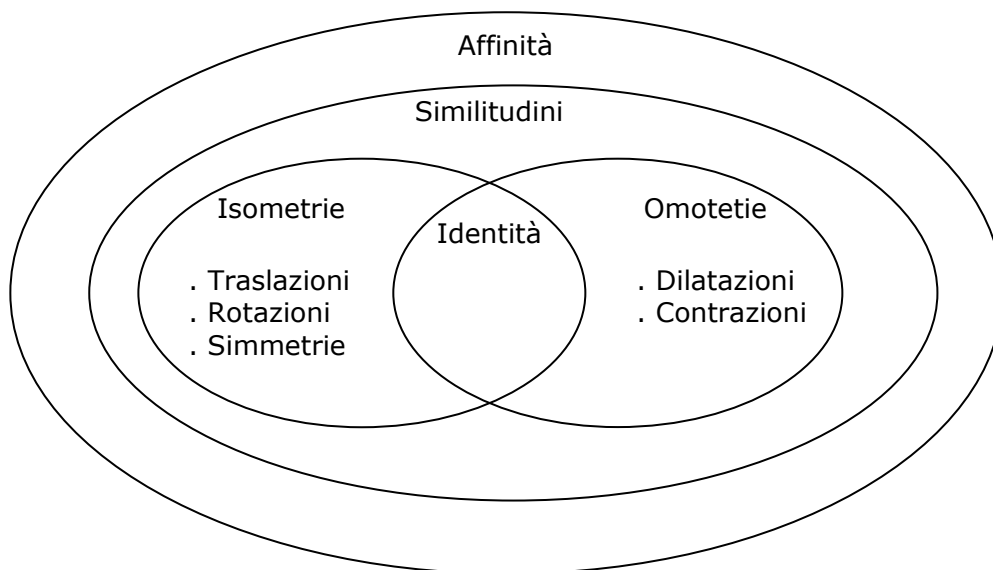 Affinità
Similitudini
Isometrie
Identità
Omotetie
. Traslazioni
. Rotazioni
. Simmetrie
. Dilatazioni
. Contrazioni